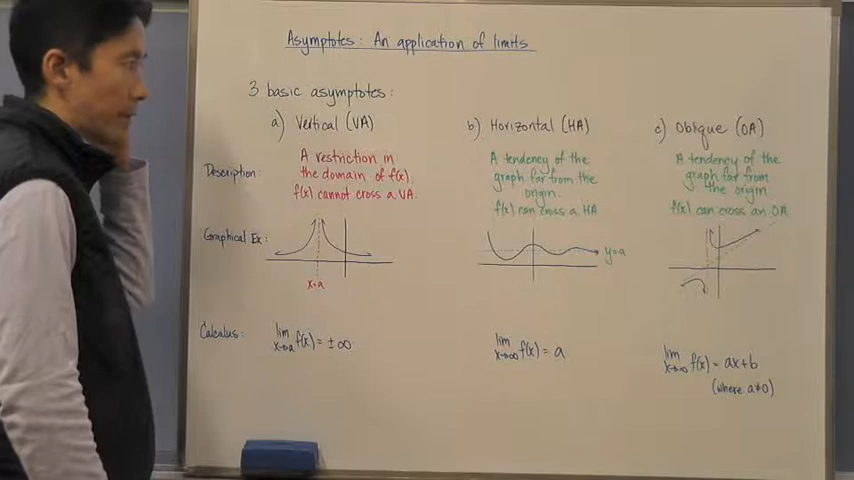 Asymptotes: An application of limits
3 basic asymptotes:
a) Vertical (VA)
b) Horizontal (HA)
c) Oblique (OA)
Description:
A restriction in
the domain of f(x).
f(x) cannot cross a VA.
A tendency of the
graph far from the
origin.
f(x) can cross a HA
A tendency of the
graph far from
the origin
f(x) can cross an OA
Graphical Ex:
x=a
y=a
Calculus:
lim f(x) = ±∞
x→a
lim f(x) = a
x→∞
lim f(x) = ax+b
x→∞
(where a≠0)